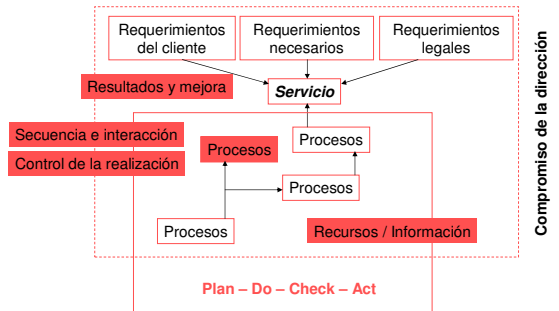 Requerimientos
del cliente
Requerimientos
necesarios
Requerimientos
legales
Resultados y mejora
Servicio
Secuencia e interacción
Procesos
Procesos
Control de la realización
Procesos
Procesos
Recursos / Información
Plan – Do – Check – Act
Compromiso de la dirección